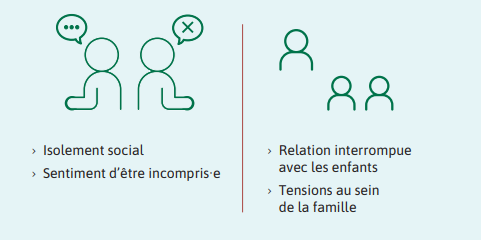 › Isolement social
› Sentiment d'être incompris·e
› Relation interrompue
avec les enfants
› Tensions au sein
de la famille